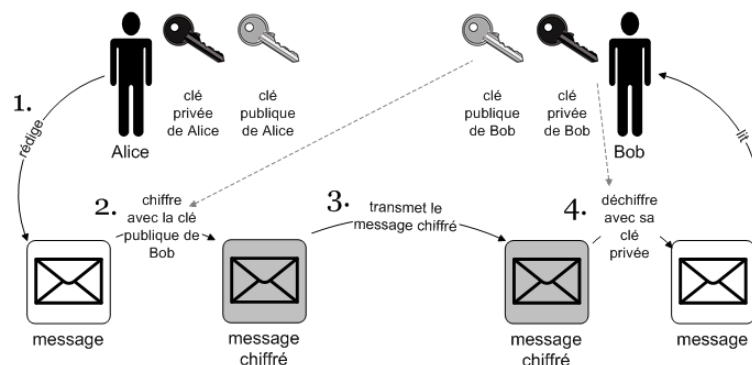 1.
rédige
Alice
clé
privée
de Alice
clé
publique
de Alice
clé
publique
de Bob
clé
privée
de Bob
Bob
lit
2.
chiffre
avec la clé
publique de
Bob
3.
transmet le
message chiffré
4.
déchiffre
avec sa
clé
privée
message
message
chiffré
message
chiffré
message